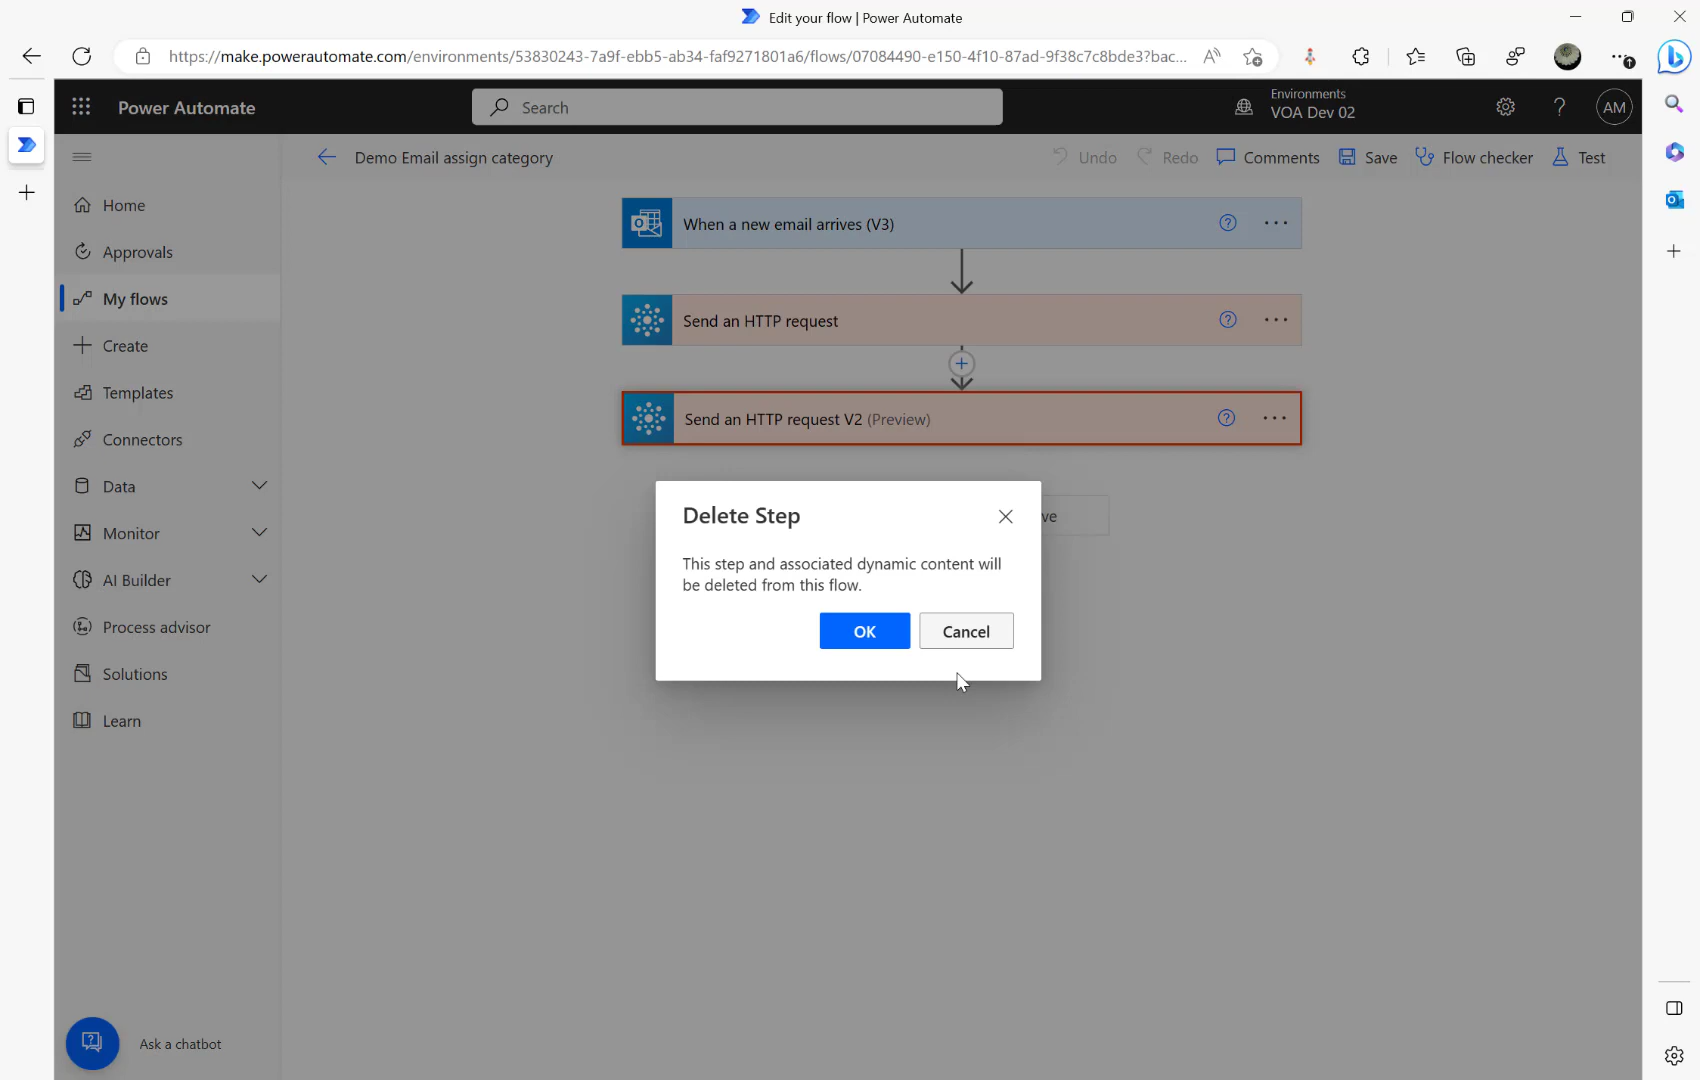 Edit your flow | Power Automate
https://make.powerautomate.com/environments/53830243-7a9f-ebb5-ab34-faf9271801a6/flows/07084490-e150-4f10-87ad-9f38c7c8bde3?bac...
Power Automate
Search
Environments
VOA Dev 02
AM
Demo Email assign category
Undo
Redo
Comments
Save
Flow checker
Test
Home
Approvals
My flows
Create
Templates
Connectors
Data
Monitor
AI Builder
Process advisor
Solutions
Learn
Ask a chatbot
When a new email arrives (V3)
Send an HTTP request
Send an HTTP request V2 (Preview)
ve
Delete Step
This step and associated dynamic content will
be deleted from this flow.
OK
Cancel